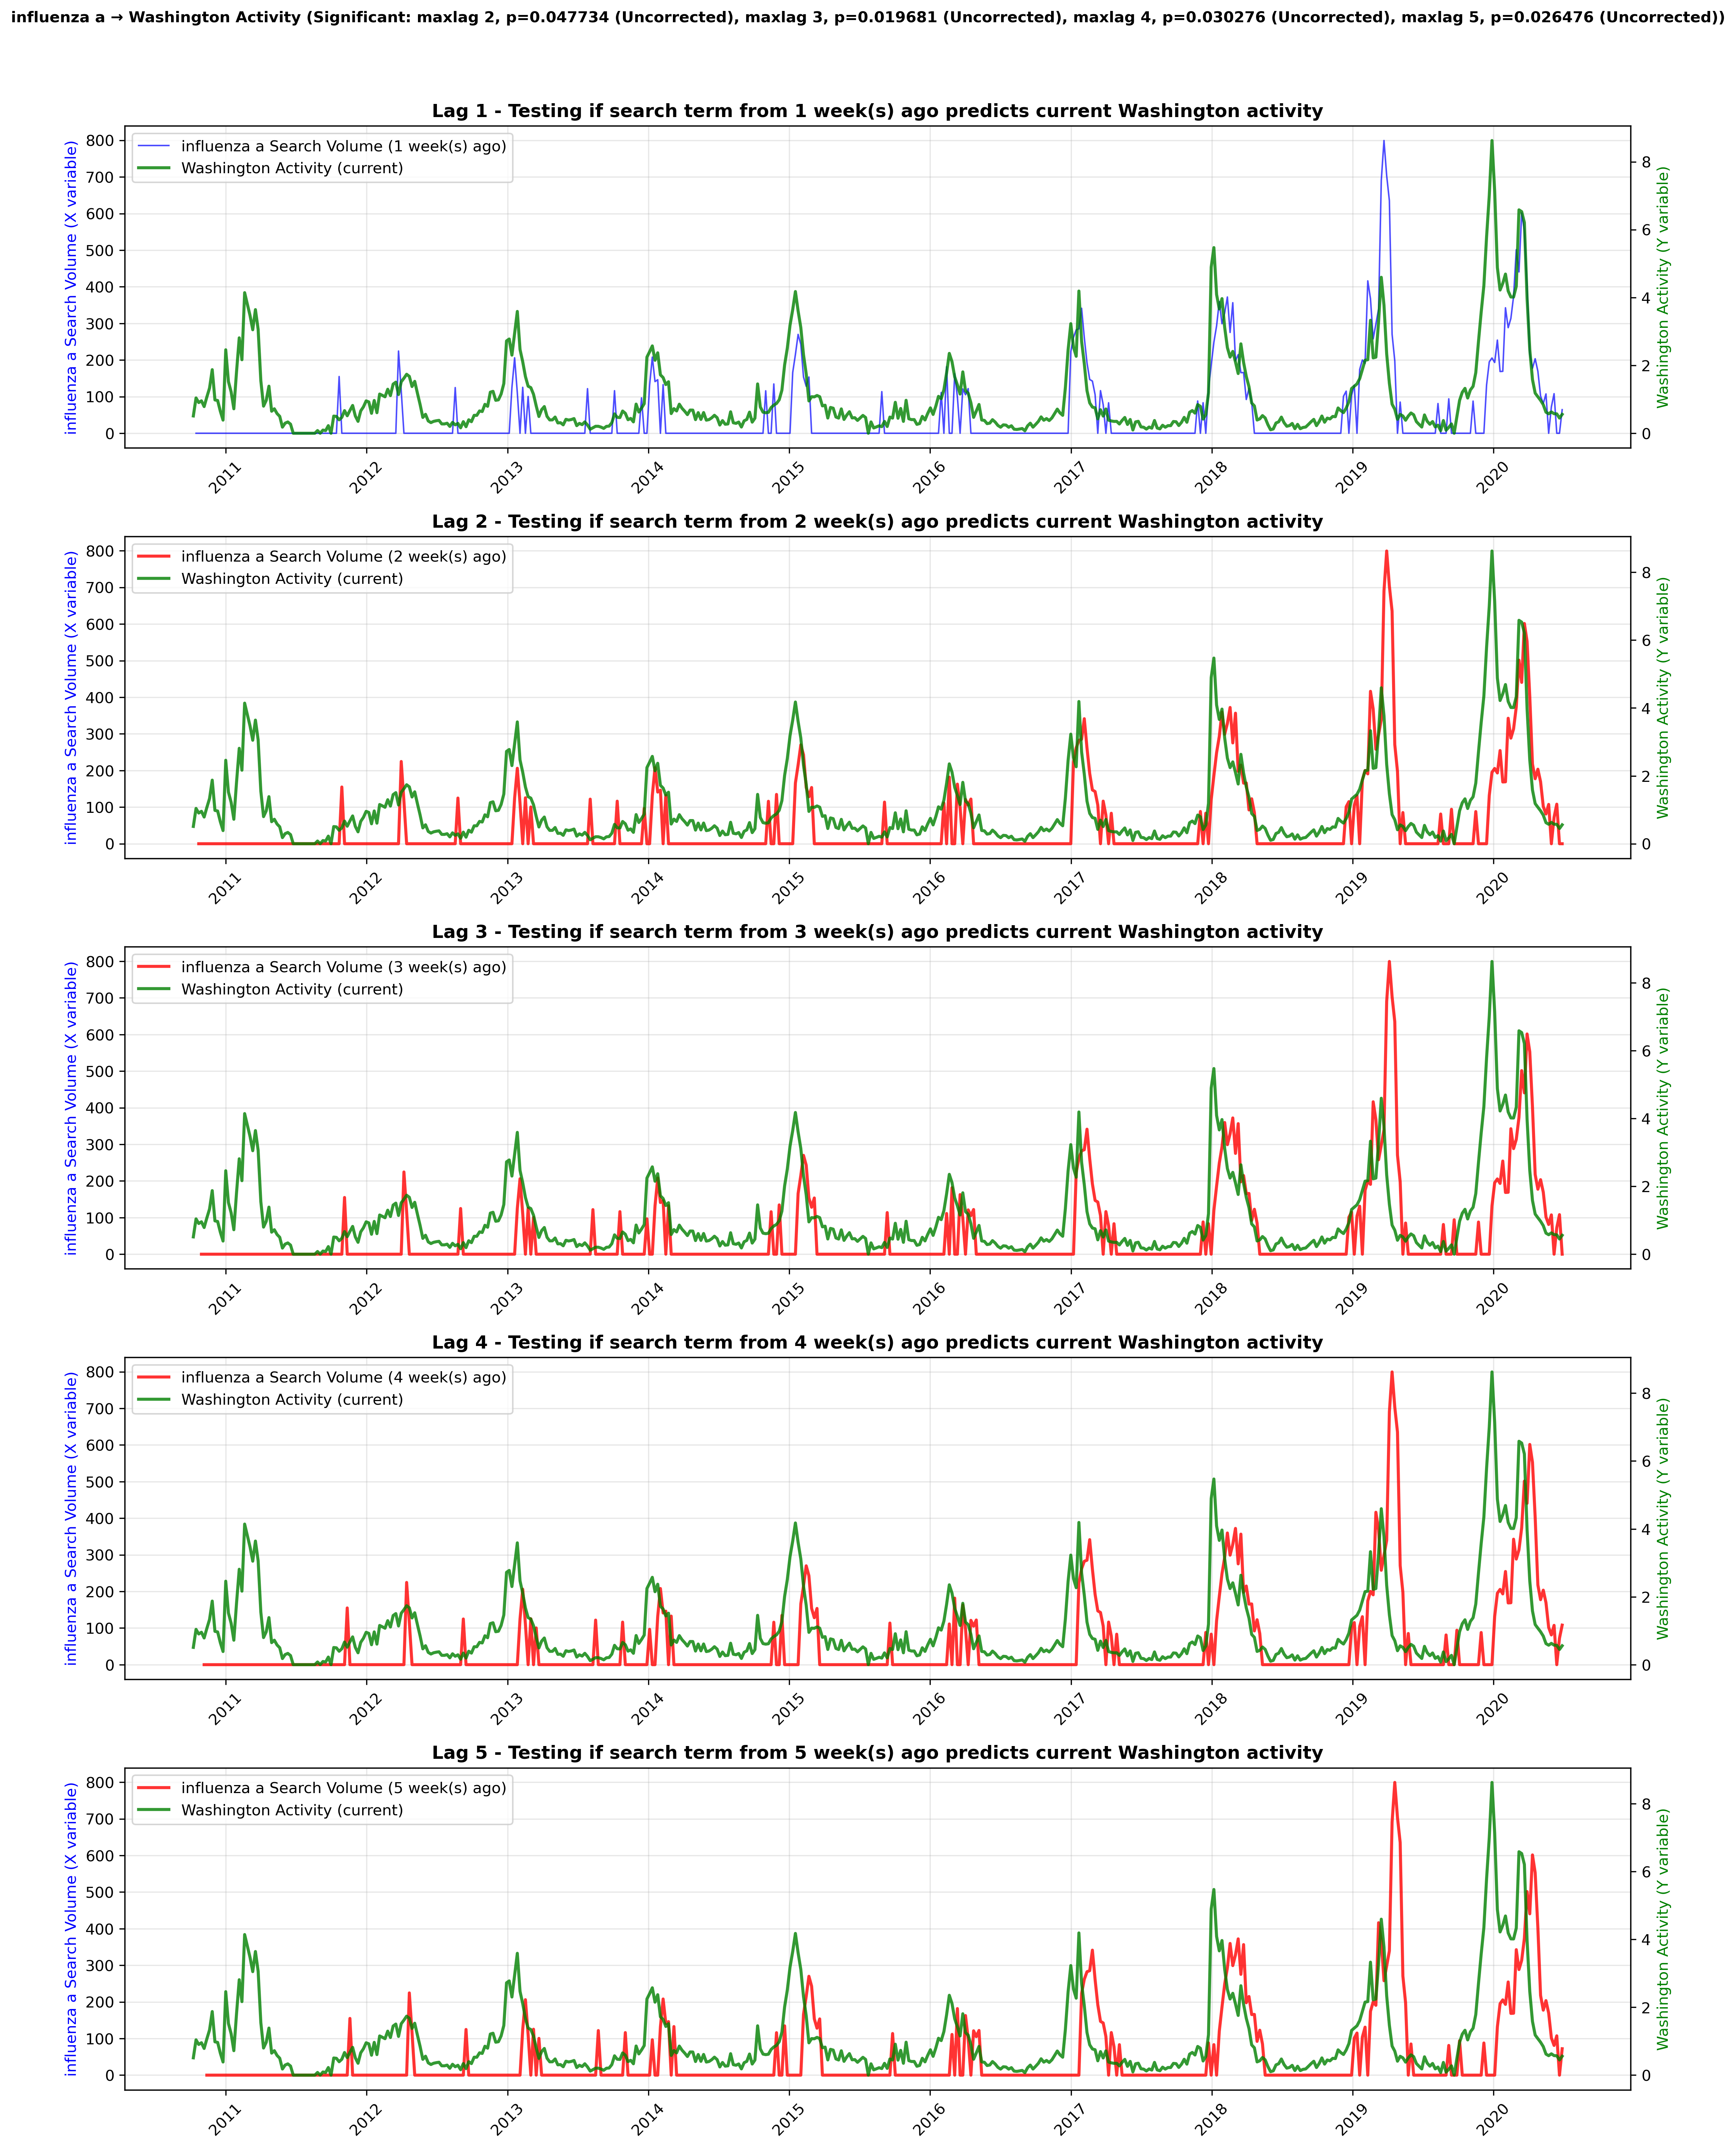 influenza a → Washington Activity (Significant: maxlag 2, p=0.047734 (Uncorrected), maxlag 3, p=0.019681 (Uncorrected), maxlag 4, p=0.030276 (Uncorrected), maxlag 5, p=0.026476 (Uncorrected))
Lag 1 - Testing if search term from 1 week(s) ago predicts current Washington activity
influenza a Search Volume (1 week(s) ago)
Washington Activity (current)
influenza a Search Volume (X variable)
800
700
600
500
400
300
200
100
0
8
6
4
2
0
Washington Activity (Y variable)
2011 2012 2013 2014 2015 2016 2017 2018 2019 2020
Lag 2 - Testing if search term from 2 week(s) ago predicts current Washington activity
influenza a Search Volume (2 week(s) ago)
Washington Activity (current)
influenza a Search Volume (X variable)
800
700
600
500
400
300
200
100
0
8
6
4
2
0
Washington Activity (Y variable)
2011 2012 2013 2014 2015 2016 2017 2018 2019 2020
Lag 3 - Testing if search term from 3 week(s) ago predicts current Washington activity
influenza a Search Volume (3 week(s) ago)
Washington Activity (current)
influenza a Search Volume (X variable)
800
700
600
500
400
300
200
100
0
8
6
4
2
0
Washington Activity (Y variable)
2011 2012 2013 2014 2015 2016 2017 2018 2019 2020
Lag 4 - Testing if search term from 4 week(s) ago predicts current Washington activity
influenza a Search Volume (4 week(s) ago)
Washington Activity (current)
influenza a Search Volume (X variable)
800
700
600
500
400
300
200
100
0
8
6
4
2
0
Washington Activity (Y variable)
2011 2012 2013 2014 2015 2016 2017 2018 2019 2020
Lag 5 - Testing if search term from 5 week(s) ago predicts current Washington activity
influenza a Search Volume (5 week(s) ago)
Washington Activity (current)
influenza a Search Volume (X variable)
800
700
600
500
400
300
200
100
0
8
6
4
2
0
Washington Activity (Y variable)
2011 2012 2013 2014 2015 2016 2017 2018 2019 2020